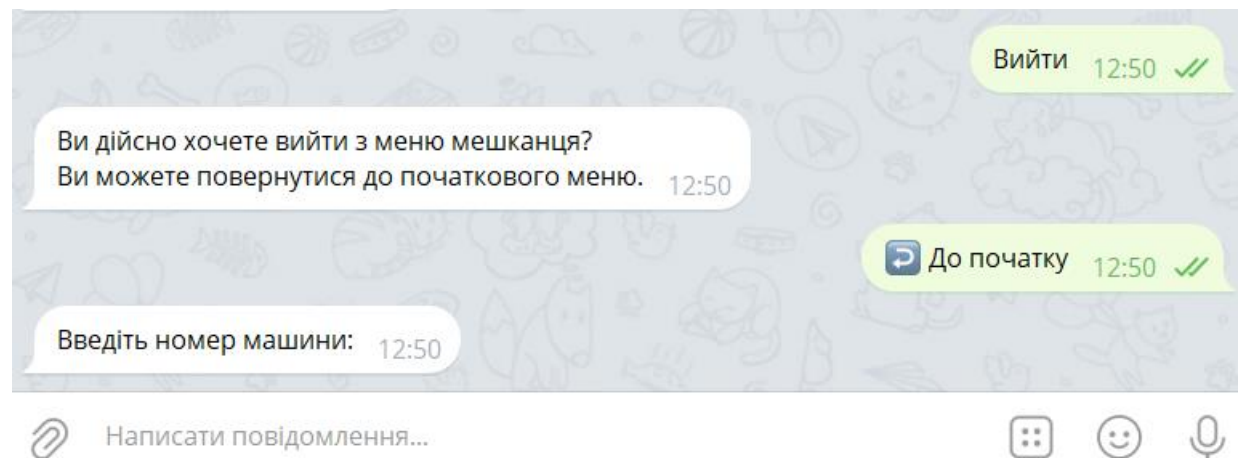 Вийти 12:50
Ви дійсно хочете вийти з меню мешканця?
Ви можете повернутися до початкового меню. 12:50
До початку 12:50
Введіть номер машини: 12:50
Написати повідомлення...